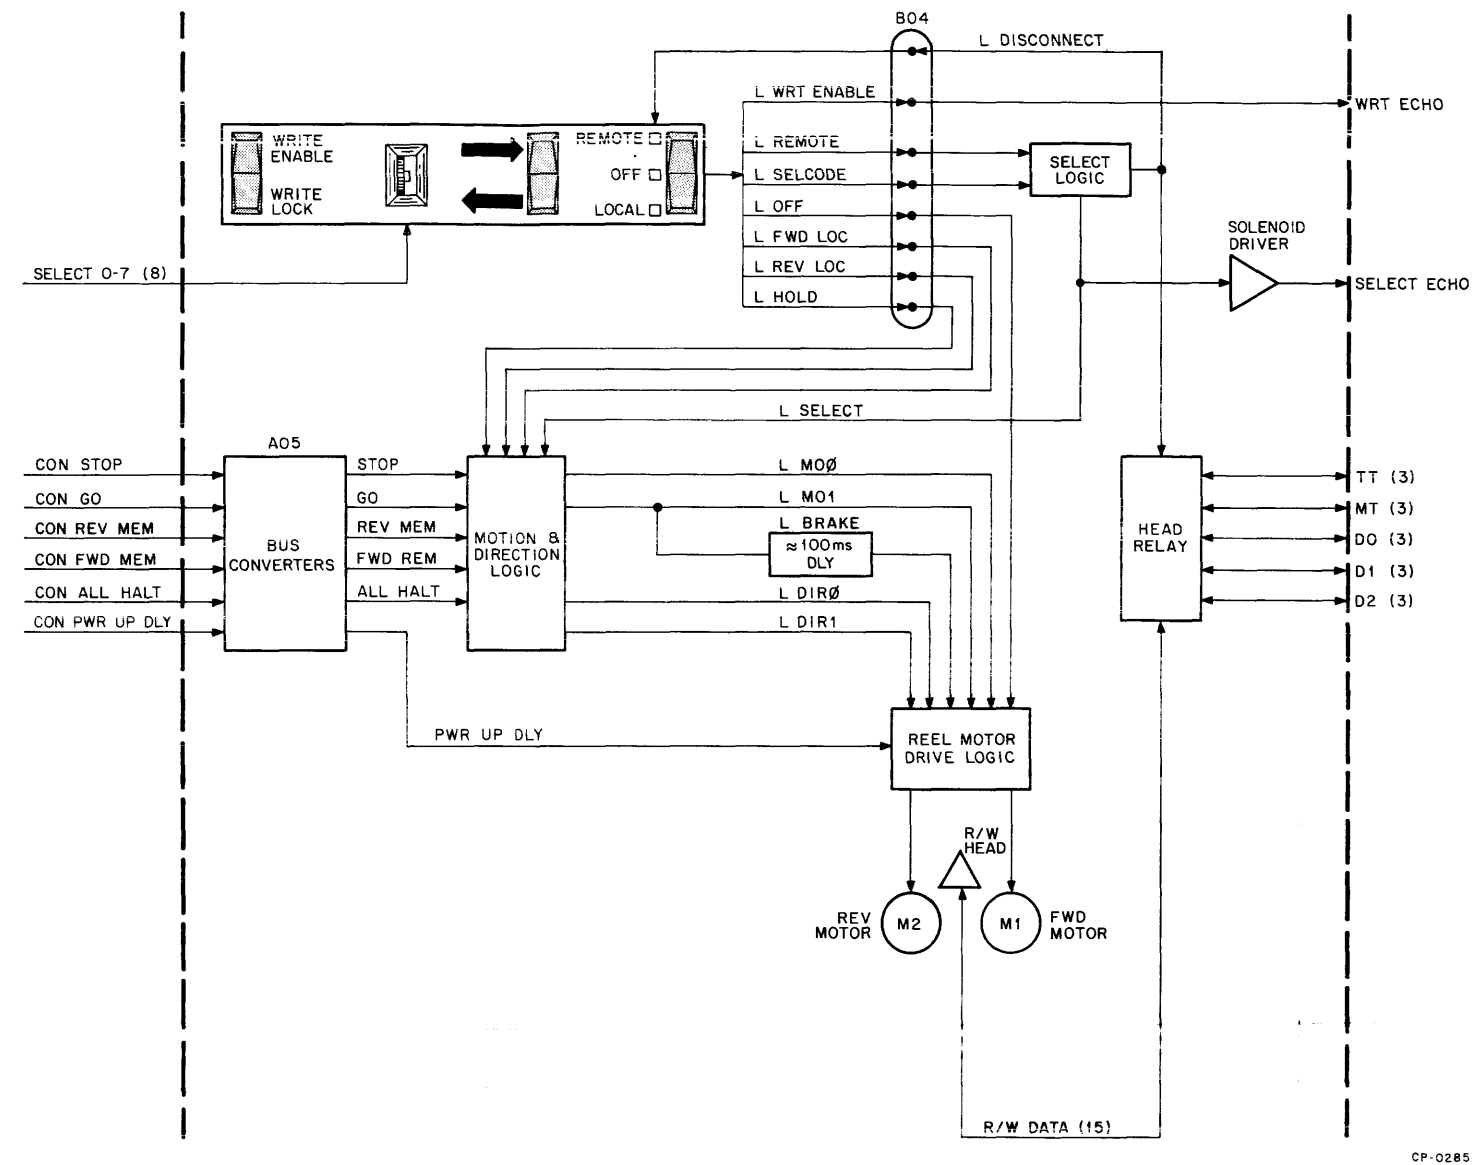 B04
L DISCONNECT
L WRT ENABLE
WRT ECHO
WRITE
ENABLE
WRITE
LOCK
REMOTE
OFF
LOCAL
L REMOTE
L SELCODE
L OFF
L FWD LOC
L REV LOC
L HOLD
SELECT
LOGIC
SOLENOID
DRIVER
SELECT 0-7 (8)
SELECT ECHO
L SELECT
A05
CON STOP
CON GO
CON REV MEM
CON FWD MEM
CON ALL HALT
CON PWR UP DLY
BUS
CONVERTERS
STOP
GO
REV MEM
FWD REM
ALL HALT
MOTION &
DIRECTION
LOGIC
L MOØ
L MO1
L BRAKE
≈100ms
DLY
L DIRØ
L DIR1
HEAD
RELAY
TT (3)
MT (3)
DO (3)
D1 (3)
D2 (3)
PWR UP DLY
REEL MOTOR
DRIVE LOGIC
R/W
HEAD
REV
MOTOR
M2
M1
FWD
MOTOR
R/W DATA (15)
CP-0285